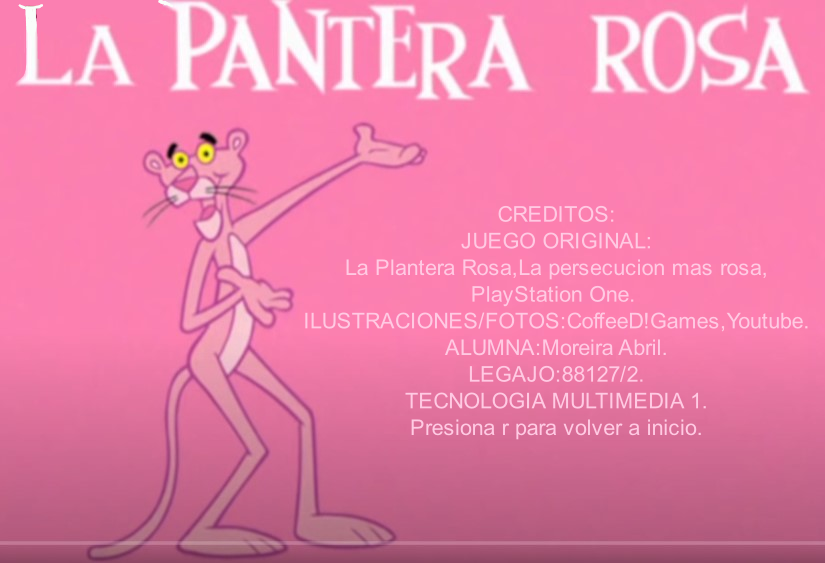 LA PANTERA ROSA
CREDITOS:
JUEGO ORIGINAL:
La Plantera Rosa,La persecucion mas rosa,
PlayStation One.
ILUSTRACIONES/FOTOS:CoffeeD!Games,Youtube.
ALUMNA:Moreira Abril.
LEGAJO:88127/2.
TECNOLOGIA MULTIMEDIA 1.
Presiona r para volver a inicio.